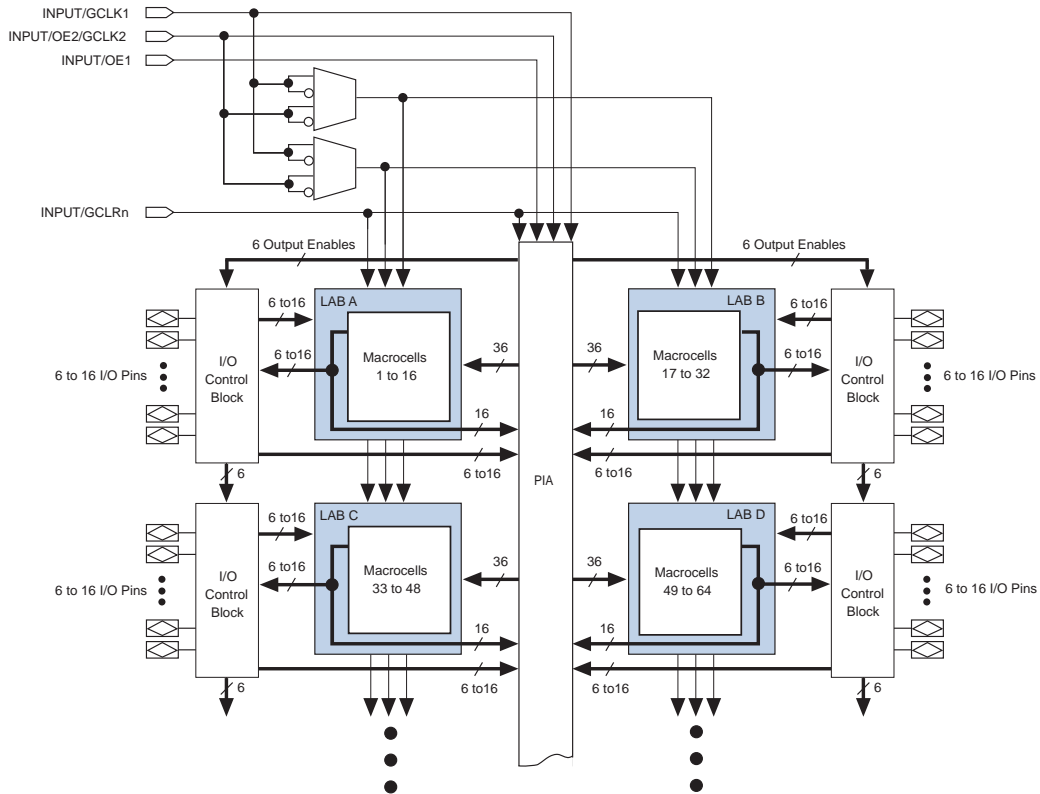 INPUT/GCLK1
INPUT/OE2/GCLK2
INPUT/OE1
INPUT/GCLRn
6 Output Enables
6 Output Enables
LAB A
LAB B
6 to16
6 to16
Macrocells
1 to 16
Macrocells
17 to 32
6 to16
36
36
6 to16
I/O
Control
Block
I/O
Control
Block
6 to 16 I/O Pins
6 to 16 I/O Pins
16
16
6 to16
6 to16
6
6
PIA
LAB C
LAB D
6 to16
6 to16
Macrocells
33 to 48
Macrocells
49 to 64
6 to16
36
36
6 to16
I/O
Control
Block
I/O
Control
Block
6 to 16 I/O Pins
6 to 16 I/O Pins
16
16
6 to16
6 to16
6
6